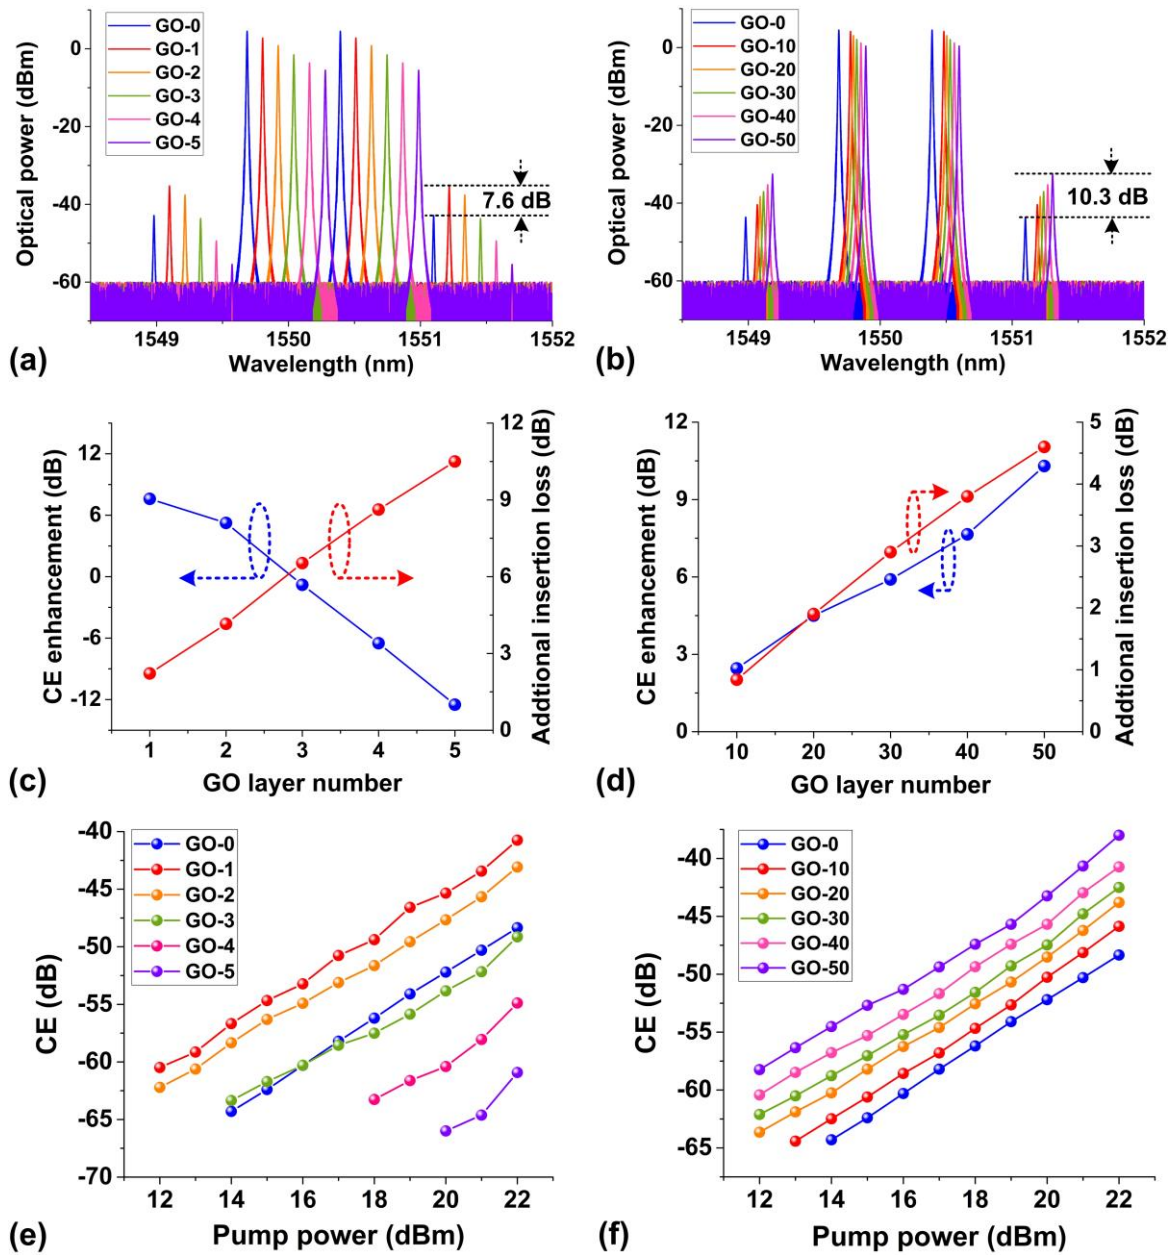 GO-0
GO-1
GO-2
GO-3
GO-4
GO-5
0
-20
-40
-60
Optical power (dBm)
7.6 dB
1549
1550
1551
1552
Wavelength (nm)
(a)
GO-0
GO-10
GO-20
GO-30
GO-40
GO-50
0
-20
-40
-60
Optical power (dBm)
10.3 dB
1549
1550
1551
1552
Wavelength (nm)
(b)
12
6
0
-6
-12
CE enhancement (dB)
12
9
6
3
0
Addtional insertion loss (dB)
1
2
3
4
5
GO layer number
(c)
12
9
6
3
0
CE enhancement (dB)
5
4
3
2
1
0
Addtional insertion loss (dB)
10
20
30
40
50
GO layer number
(d)
GO-0
GO-1
GO-2
GO-3
GO-4
GO-5
-40
-45
-50
-55
-60
-65
-70
CE (dB)
12
14
16
18
20
22
Pump power (dBm)
(e)
GO-0
GO-10
GO-20
GO-30
GO-40
GO-50
-40
-45
-50
-55
-60
-65
CE (dB)
12
14
16
18
20
22
Pump power (dBm)
(f)